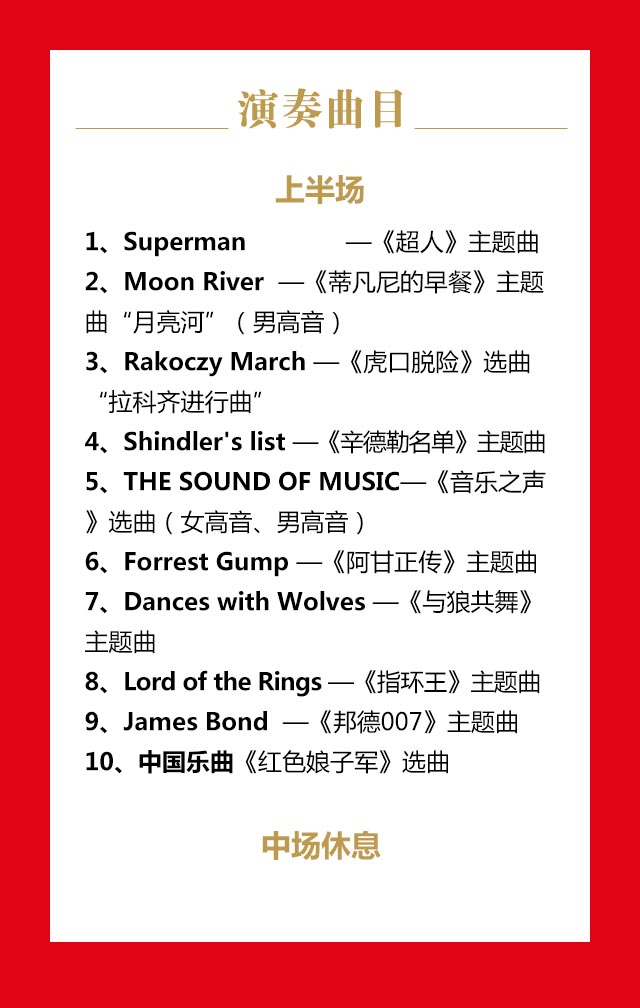 演奏曲目
上半场
1、Superman —《超人》主题曲
2、Moon River —《蒂凡尼的早餐》主题
曲“月亮河”（男高音）
3、Rakoczy March —《虎口脱险》选曲
“拉科齐进行曲”
4、Shindler's list —《辛德勒名单》主题曲
5、THE SOUND OF MUSIC—《音乐之声
》选曲（女高音、男高音）
6、Forrest Gump —《阿甘正传》主题曲
7、Dances with Wolves —《与狼共舞》
主题曲
8、Lord of the Rings —《指环王》主题曲
9、James Bond —《邦德007》主题曲
10、中国乐曲《红色娘子军》选曲
中场休息